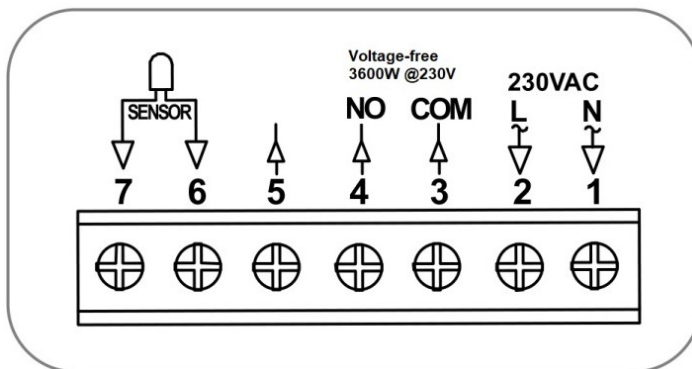 Voltage-free
3600W @230V
230VAC
SENSOR NO COM L N
7 6 5 4 3 2 1